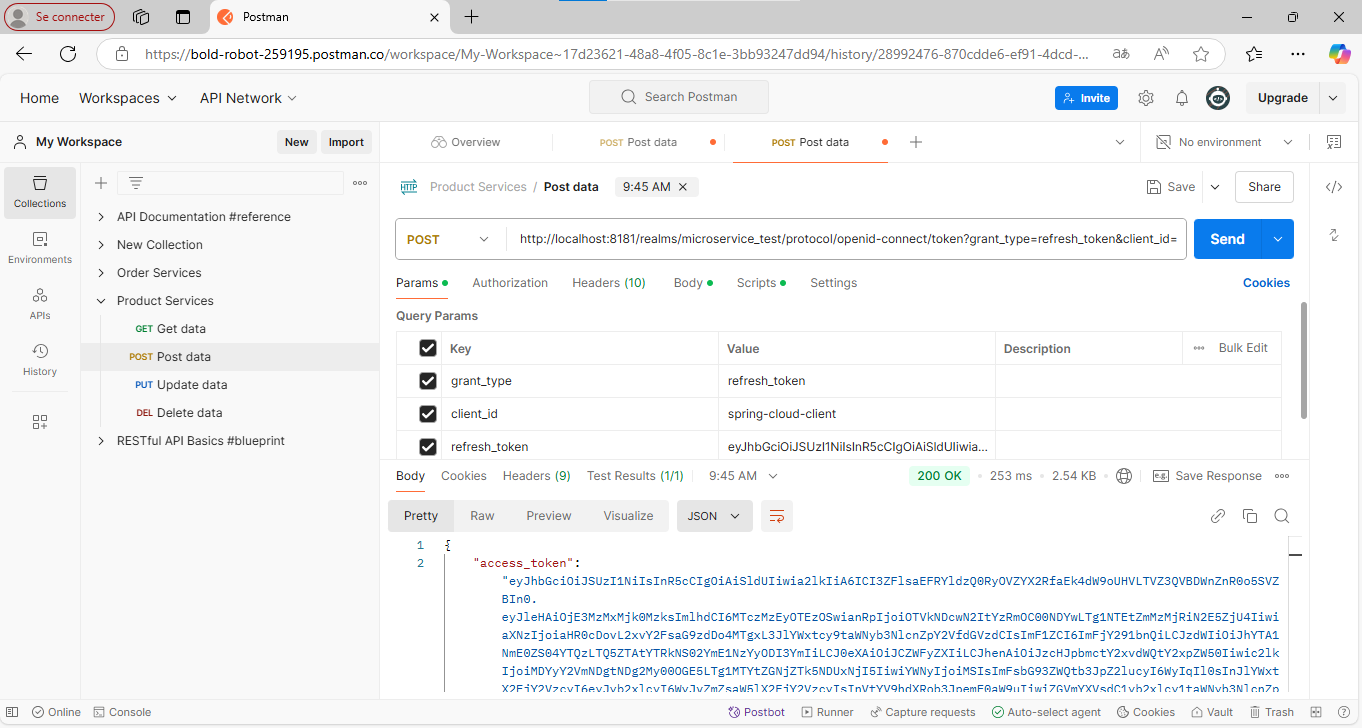 Se connecter
Postman
https://bold-robot-259195.postman.co/workspace/My-Workspace~17d23621-48a8-4f05-8c1e-3bb93247dd94/history/28992476-870cdde6-ef91-4dcd-...
Home Workspaces API Network Search Postman Invite Upgrade
My Workspace New Import Overview POST Post data POST Post data No environment
Collections
Environments
APIs
History
API Documentation #reference
New Collection
Order Services
Product Services
GET Get data
POST Post data
PUT Update data
DEL Delete data
RESTful API Basics #blueprint
HTTP Product Services / Post data 9:45 AM Save Share
POST http://localhost:8181/realms/microservice_test/protocol/openid-connect/token?grant_type=refresh_token&client_id= Send
Params Authorization Headers (10) Body Scripts Settings Cookies
Query Params
Key Value Description Bulk Edit
grant_type refresh_token
client_id spring-cloud-client
refresh_token
Body Cookies Headers (9) Test Results (1/1) 9:45 AM 200 OK 253 ms 2.54 KB e.g. Save Response
Pretty Raw Preview Visualize JSON
1 {
2 "access_token":
Online Console Postbot Runner Capture requests Auto-select agent Cookies Vault Trash